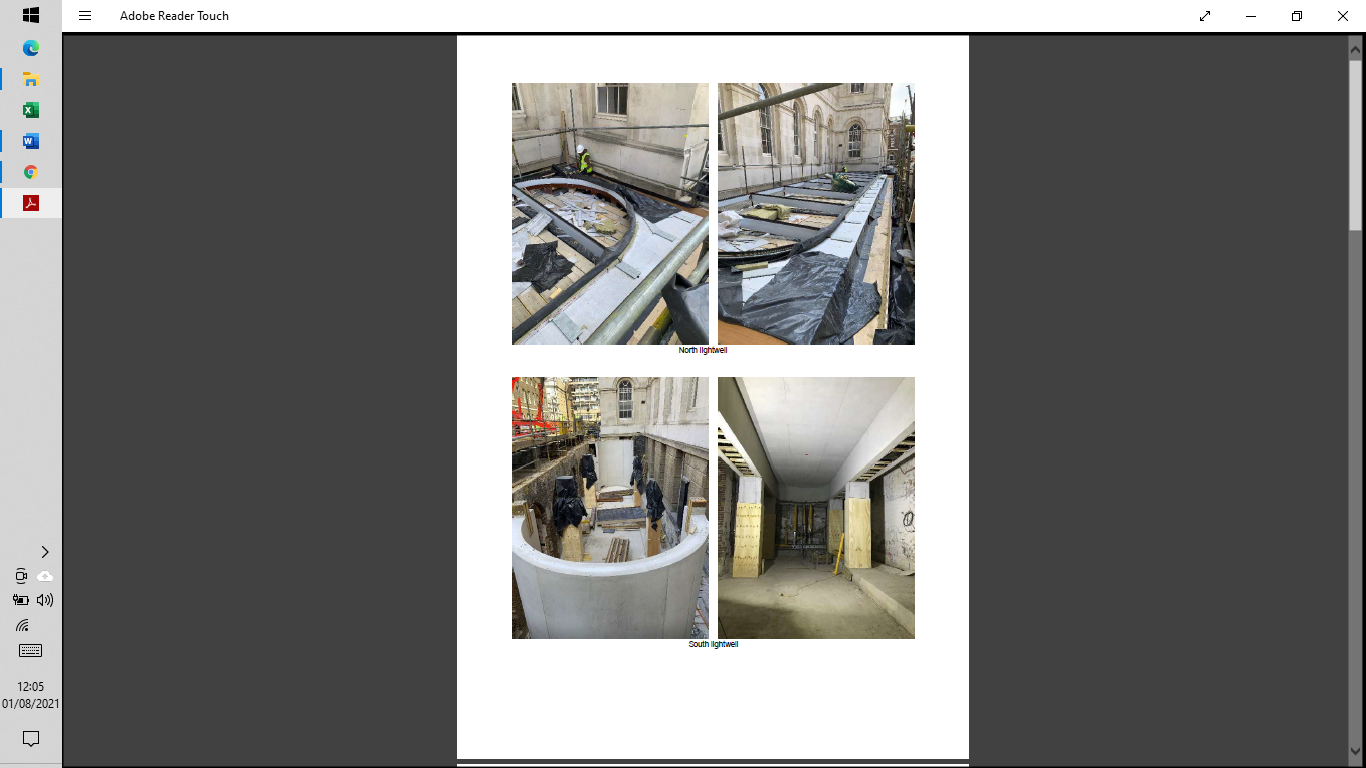 Adobe Reader Touch
North lightwell
South lightwell
12:05
01/08/2021